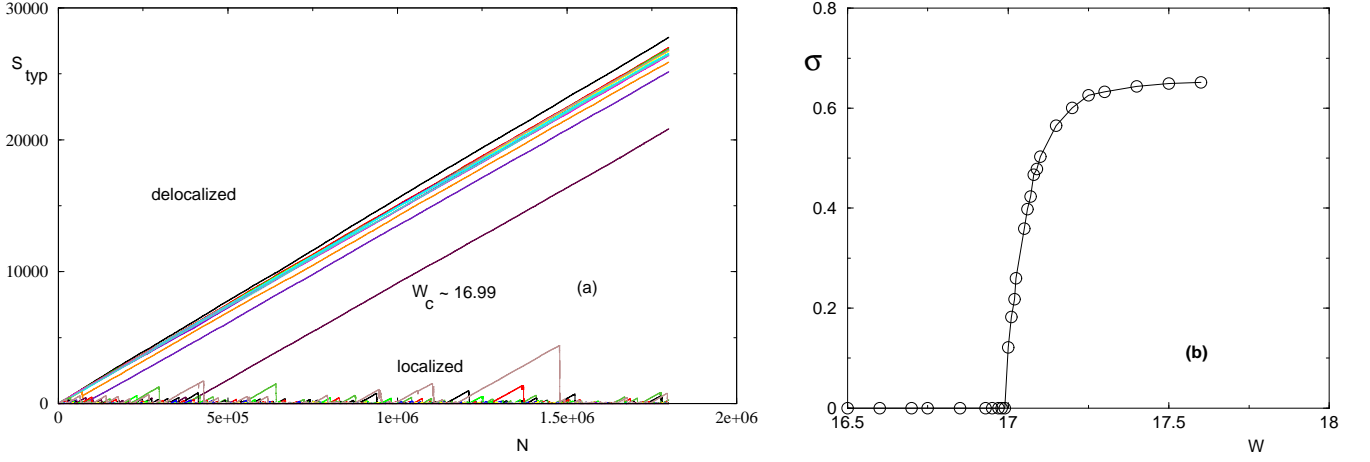 30000
S
typ
20000
delocalized
10000
W
c
~ 16.99
(a)
localized
0
0
5e+05
1e+06
1.5e+06
2e+06
N
0.8
σ
0.6
0.4
0.2
(b)
0
16.5
17
17.5
18
W